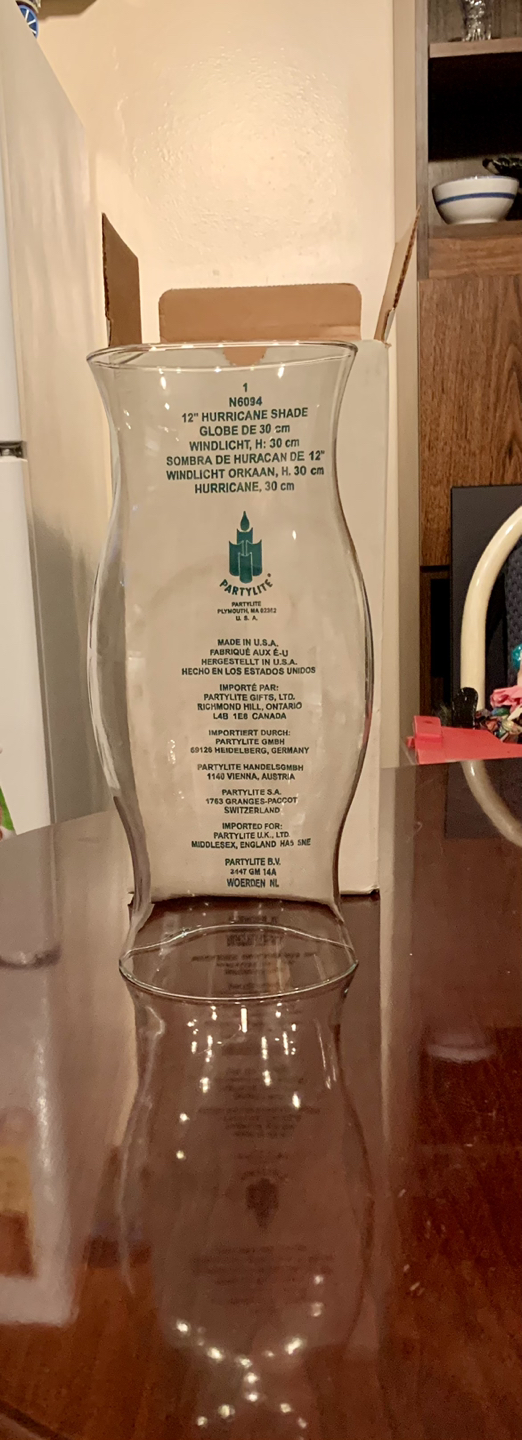 1
N6094
12" HURRICANE SHADE
GLOBE DE 30 cm
WINDLICHT, H: 30 cm
SOMBRA DE HURACAN DE 12"
WINDLICHT ORKAAN, H. 30 cm
HURRICANE, 30 cm
PARTYLITE®
PARTYLITE
PLYMOUTH, MA 02362
U. S. A.
MADE IN U.S.A.
FABRIQUÉ AUX É-U
HERGESTELLT IN U.S.A.
HECHO EN LOS ESTADOS UNIDOS
IMPORTÉ PAR:
PARTYLITE GIFTS, LTD.
RICHMOND HILL, ONTARIO
L4B 1E8 CANADA
IMPORTIERT DURCH:
PARTYLITE GMBH
69126 HEIDELBERG, GERMANY
PARTYLITE HANDELSGMBH
1140 VIENNA, AUSTRIA
PARTYLITE S.A.
1763 GRANGES-PACCOT
SWITZERLAND
IMPORTED FOR:
PARTYLITE U.K., LTD
MIDDLESEX, ENGLAND HA5 5NE
PARTYLITE B.V.
3447 GM 14A
WOERDEN NL